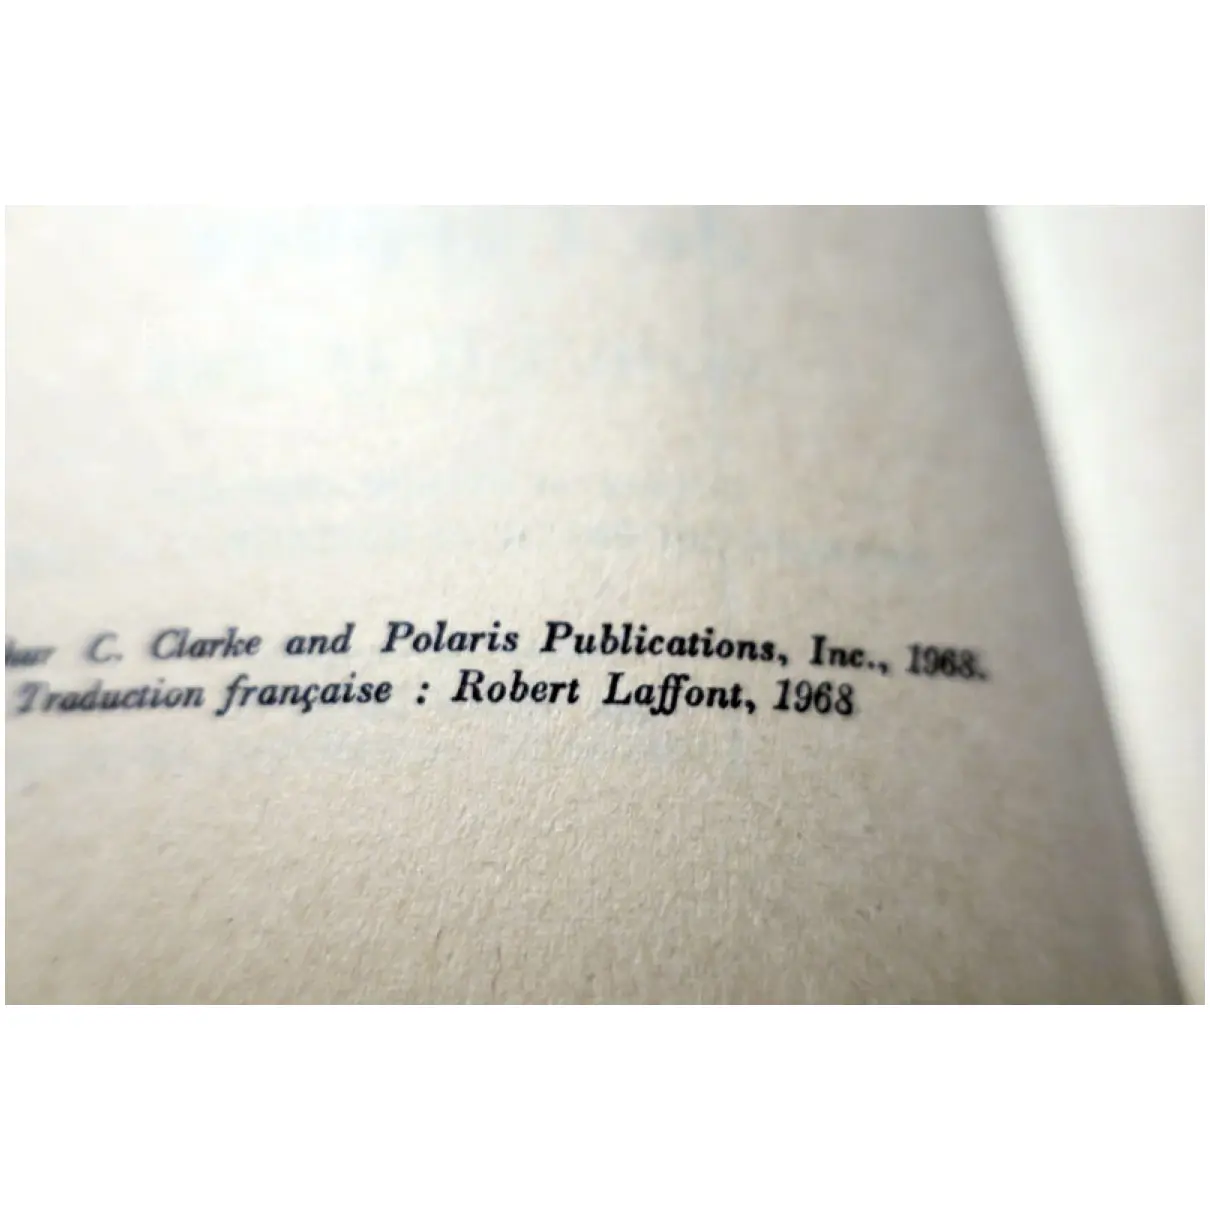 C. Clarke and Polaris Publications, Inc., 1968.
Traduction française : Robert Laffont, 1968